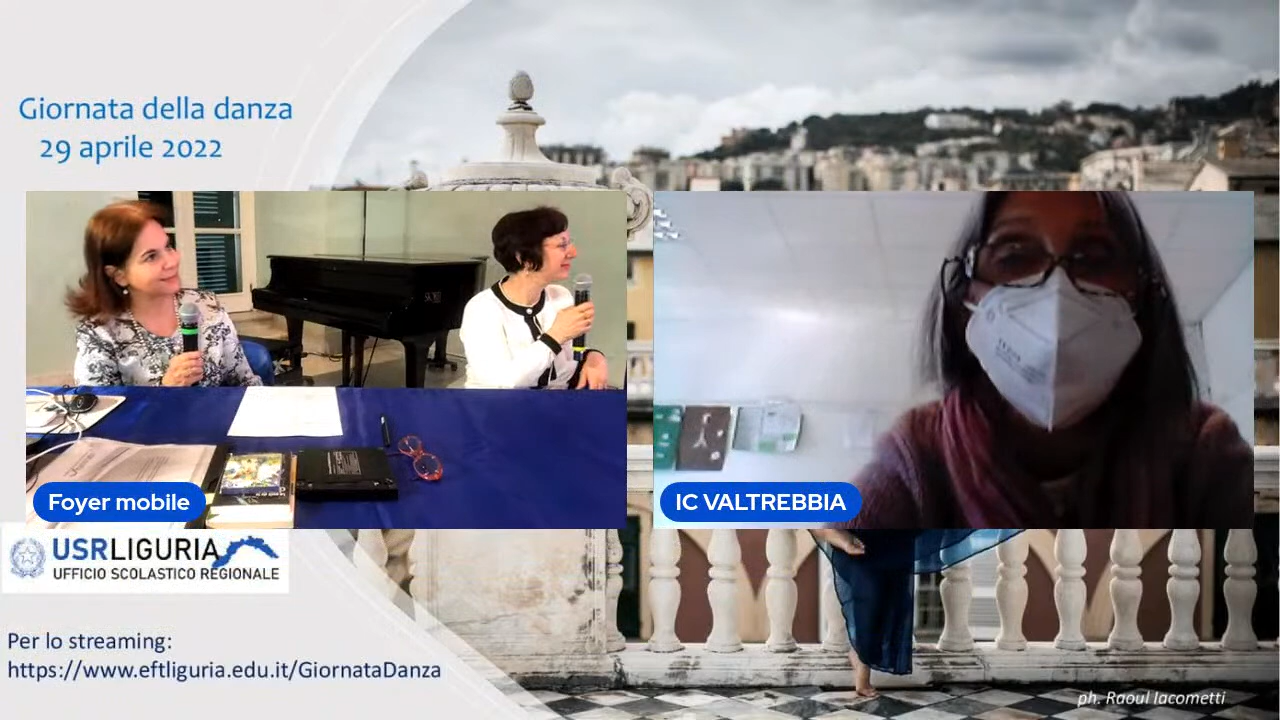 Giornata della danza
29 aprile 2022
Foyer mobile
IC VALTREBBIA
USRLIGURIA
UFFICIO SCOLASTICO REGIONALE
Per lo streaming:
https://www.eftliguria.edu.it/GiornataDanza
ph. Raoul Iacometti